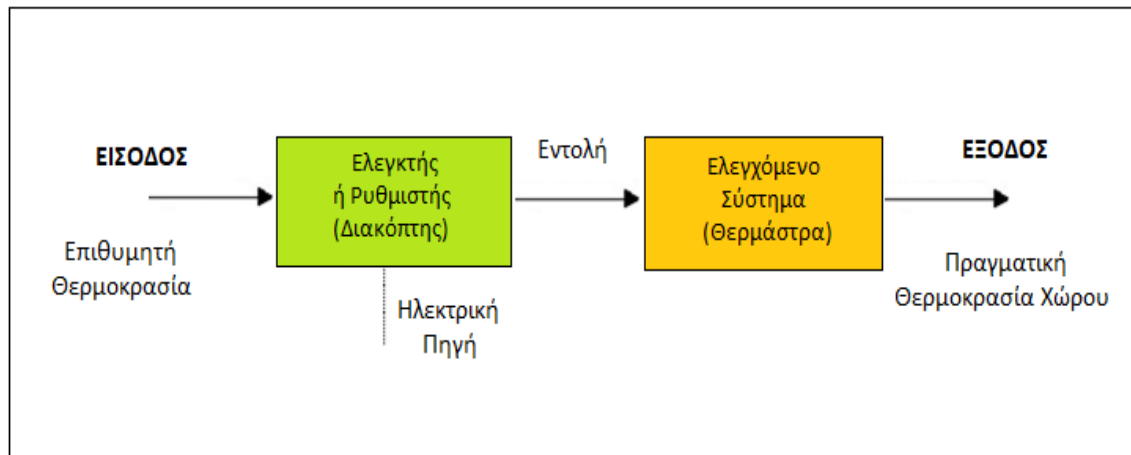 ΕΙΣΟΔΟΣ
Επιθυμητή
Θερμοκρασία
Ελεγκτής
ή Ρυθμιστής
(Διακόπτης)
Ηλεκτρική
Πηγή
Εντολή
Ελεγχόμενο
Σύστημα
(Θερμάστρα)
ΕΞΟΔΟΣ
Πραγματική
Θερμοκρασία Χώρου